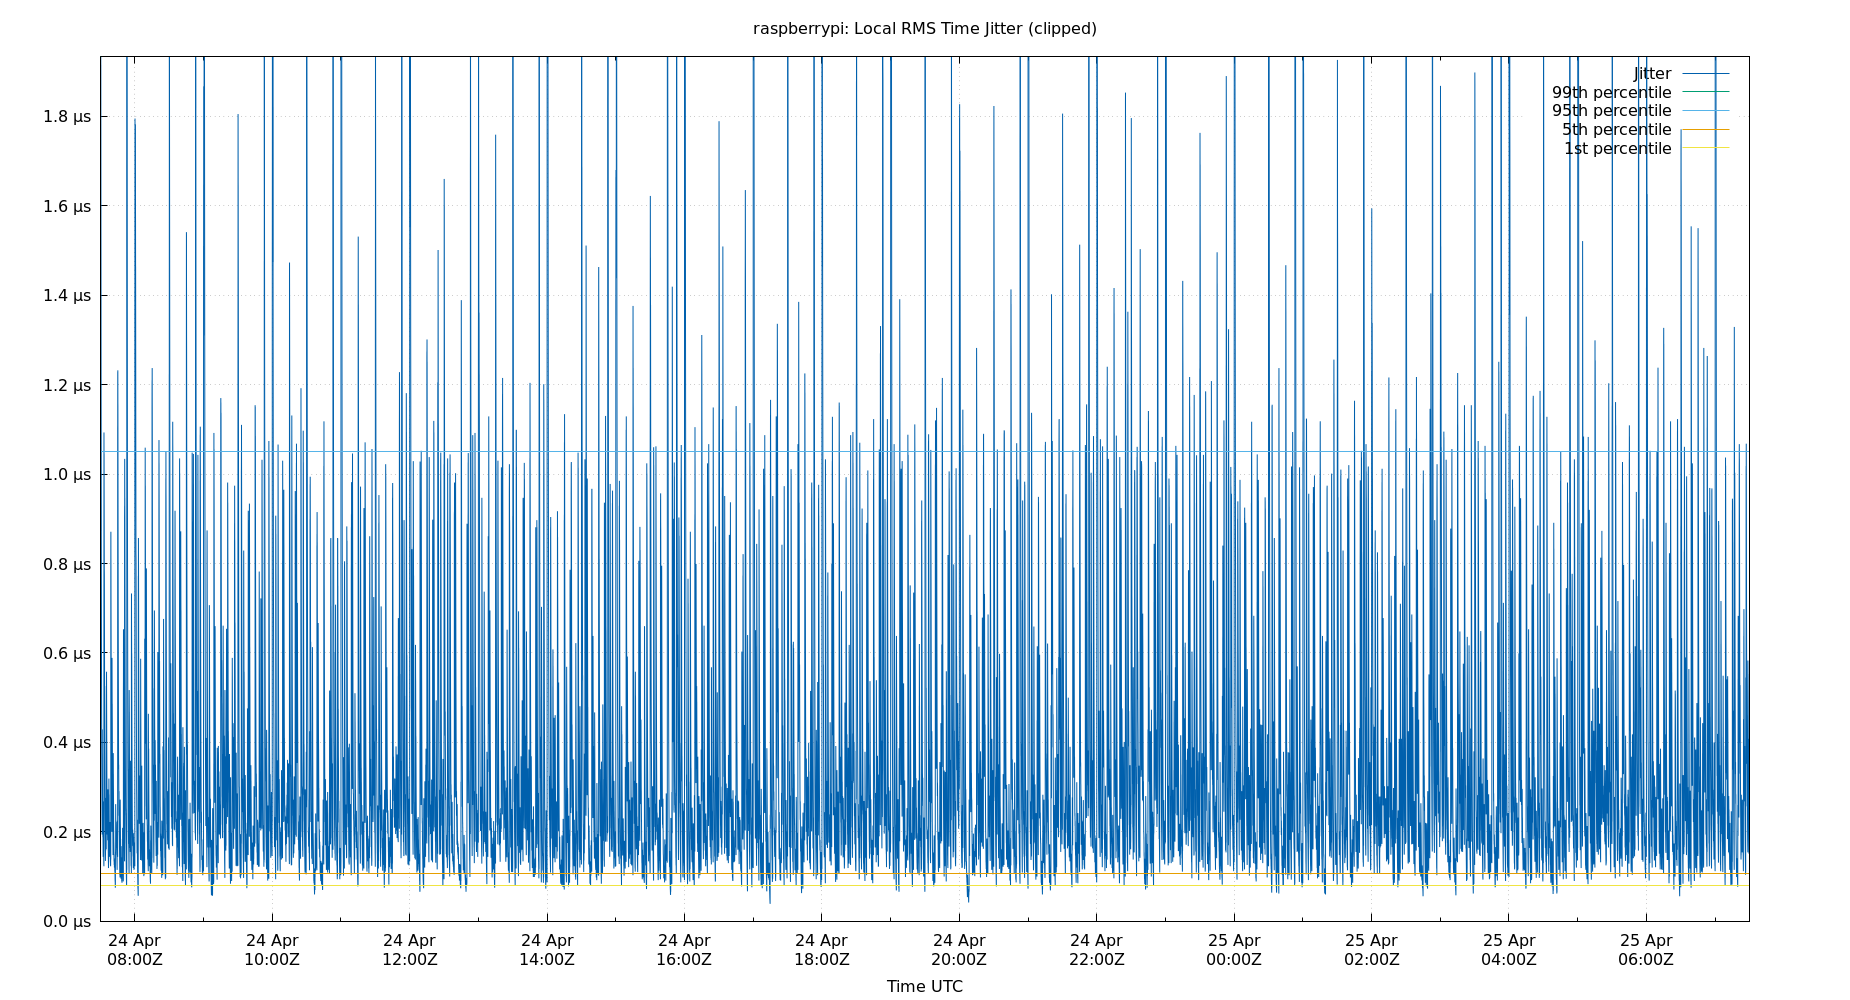 raspberrypi: Local RMS Time Jitter (clipped)
Jitter
99th percentile
95th percentile
5th percentile
1st percentile
1.8 µs
1.6 µs
1.4 µs
1.2 µs
1.0 µs
0.8 µs
0.6 µs
0.4 µs
0.2 µs
0.0 µs
24 Apr 24 Apr 24 Apr 24 Apr 24 Apr 24 Apr 24 Apr 24 Apr 25 Apr 25 Apr 25 Apr 25 Apr
08:00Z 10:00Z 12:00Z 14:00Z 16:00Z 18:00Z 20:00Z 22:00Z 00:00Z 02:00Z 04:00Z 06:00Z
Time UTC